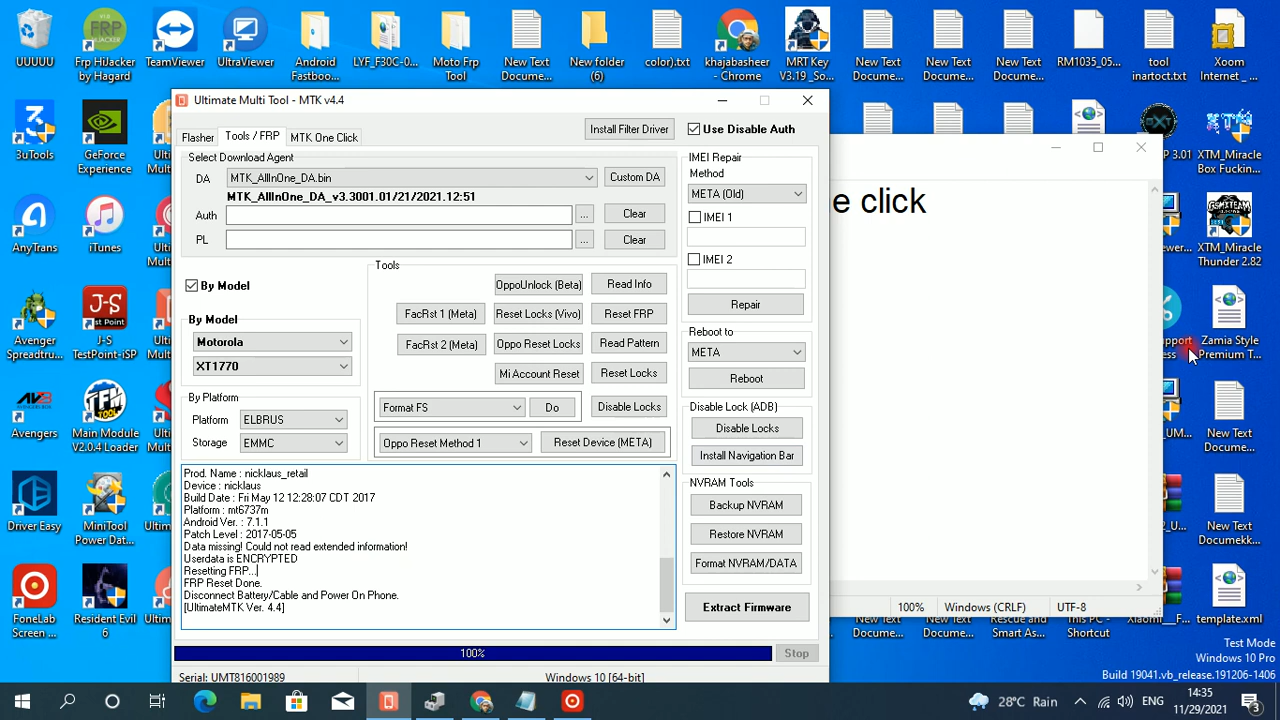 UUUUU
Frp HiJacker
by Hagard
FRP
HIJACKER
TeamViewer
UltraViewer
Android
Fastboo...
LYF_F30C-0...
Moto Frp
Tool
New Text
Docume...
New folder
(6)
color).txt
khajabasheer
- Chrome
MRT Key
V3.19 _So...
New Text
Docume...
New Text
Docume...
New Text
Docume...
RM1035_05...
tool
inartoct.txt
Xoom
Internet _...
3uTools
GeForce
Experience
AnyTrans
iTunes
Avenger
Spreadtru...
J-S
TestPoint-iSP
Avengers
Main Module
V2.0.4 Loader
Driver Easy
MiniTool
Power Dat...
FoneLab
Screen ...
Resident Evil
6
Ultimate Multi Tool - MTK v4.4
Flasher
Tools / FRP
MTK One Click
Install Filter Driver
Use Disable Auth
Select Download Agent
DA
MTK_AllInOne_DA.bin
Custom DA
MTK_AllInOne_DA_v3.3001.01/21/2021.12:51
Auth
...
Clear
PL
...
Clear
By Model
By Model
Motorola
XT1770
By Platform
Platform
ELBRUS
Storage
EMMC
Tools
OppoUnlock (Beta)
Read Info
FacRst 1 (Meta)
Reset Locks (Vivo)
Reset FRP
FacRst 2 (Meta)
Oppo Reset Locks
Read Pattern
Mi Account Reset
Reset Locks
Format FS
Do
Disable Locks
Oppo Reset Method 1
Reset Device (META)
IMEI Repair
Method
META (Old)
IMEI 1
IMEI 2
Repair
Reboot to
META
Reboot
Disable Lock (ADB)
Disable Locks
Install Navigation Bar
NVRAM Tools
Backup NVRAM
Restore NVRAM
Format NVRAM/DATA
Extract Firmware
Prod. Name : nicklaus_retail
Device : nicklaus
Build Date : Fri May 12 12:28:07 CDT 2017
Platform : mt6737m
Android Ver. : 7.1.1
Patch Level : 2017-05-05
Data missing! Could not read extended information!
Userdata is ENCRYPTED
Resetting FRP...
FRP Reset Done.
Disconnect Battery/Cable and Power On Phone.
[UltimateMTK Ver. 4.4]
100%
Stop
Serial: UMT816001989
Windows 10 [64-bit]
e click
100%
Windows (CRLF)
UTF-8
P 3.01
XTM_Miracle
Box Fuckin...
XTM_Miracle
Thunder 2.82
Zamia Style
Premium T...
New Text
Docume...
New Text
Documekk...
template.xml
New Text
Docume...
New Text
Docume...
Rescue and
Smart As...
This PC -
Shortcut
Xiaomi___F...
Test Mode
Windows 10 Pro
Build 19041.vb_release.191206-1406
28°C Rain
ENG
14:35
11/29/2021
3